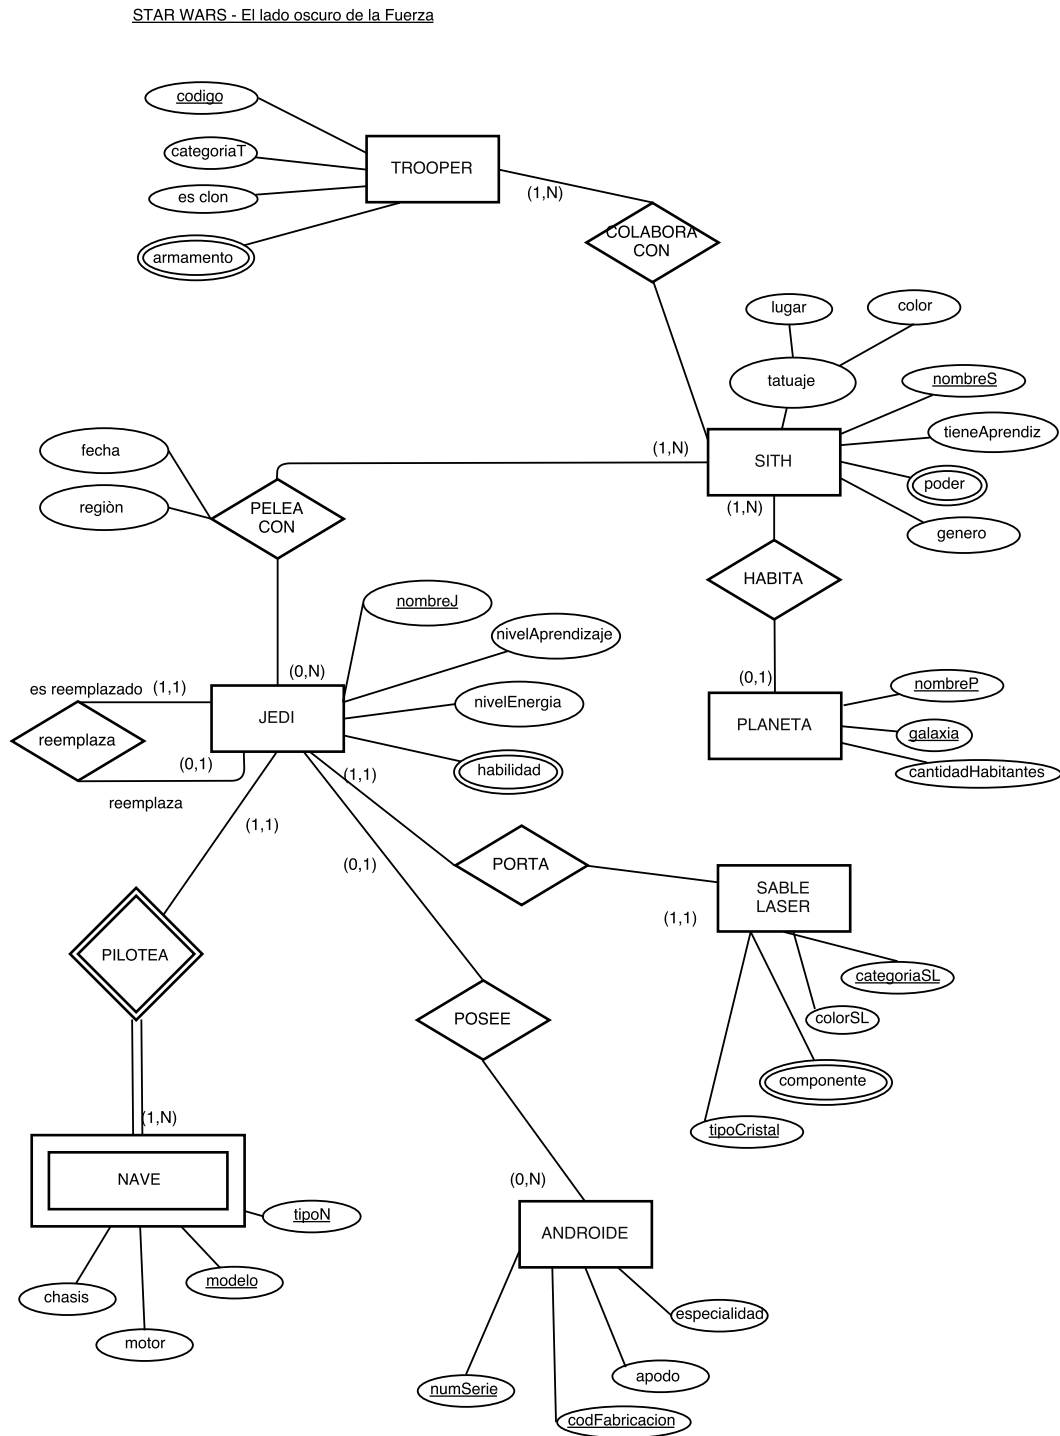 STAR WARS - El lado oscuro de la Fuerza
codigo
categoriaT
es clon
armamento
TROOPER
(1,N)
COLABORA
CON
lugar
color
tatuaje
nombreS
tieneAprendiz
poder
genero
SITH
(1,N)
(1,N)
fecha
regiòn
PELEA
CON
HABITA
(0,1)
nombreP
PLANETA
galaxia
cantidadHabitantes
nombreJ
nivelAprendizaje
nivelEnergia
habilidad
(0,N)
JEDI
es reemplazado
(1,1)
reemplaza
(0,1)
reemplaza
(1,1)
(1,1)
(0,1)
PORTA
(1,1)
SABLE
LASER
categoriaSL
colorSL
componente
tipoCristal
PILOTEA
(1,N)
NAVE
tipoN
modelo
chasis
motor
POSEE
(0,N)
ANDROIDE
especialidad
apodo
numSerie
codFabricacion